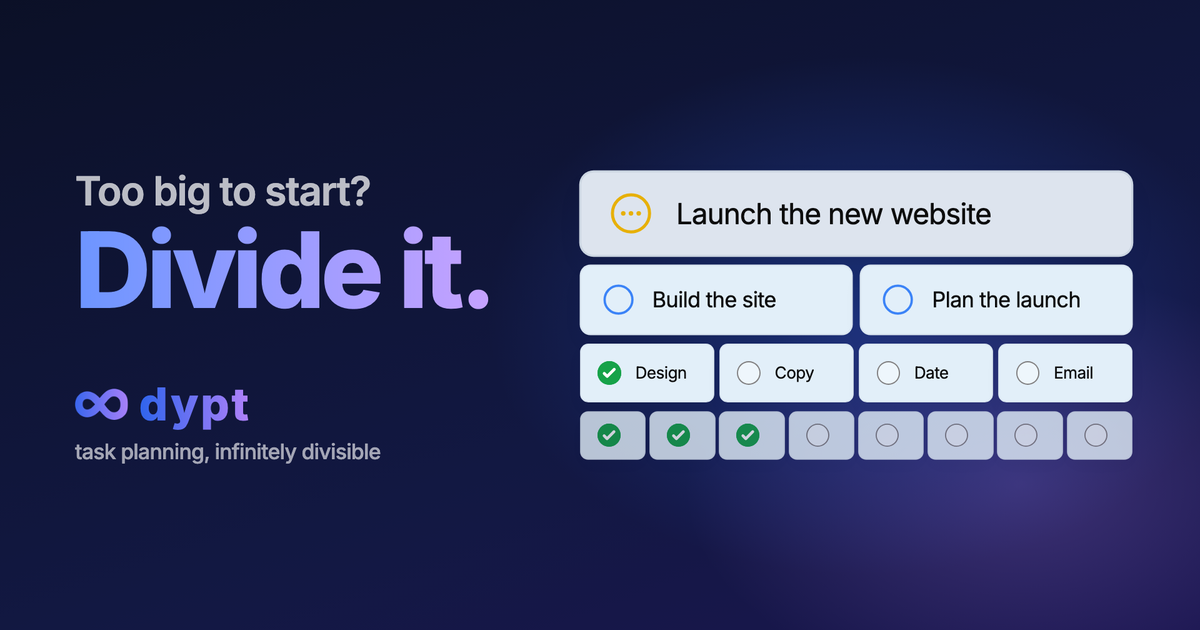 Too big to start?
Divide it.
dypt
task planning, infinitely divisible
Launch the new website
Build the site
Plan the launch
Design
Copy
Date
Email